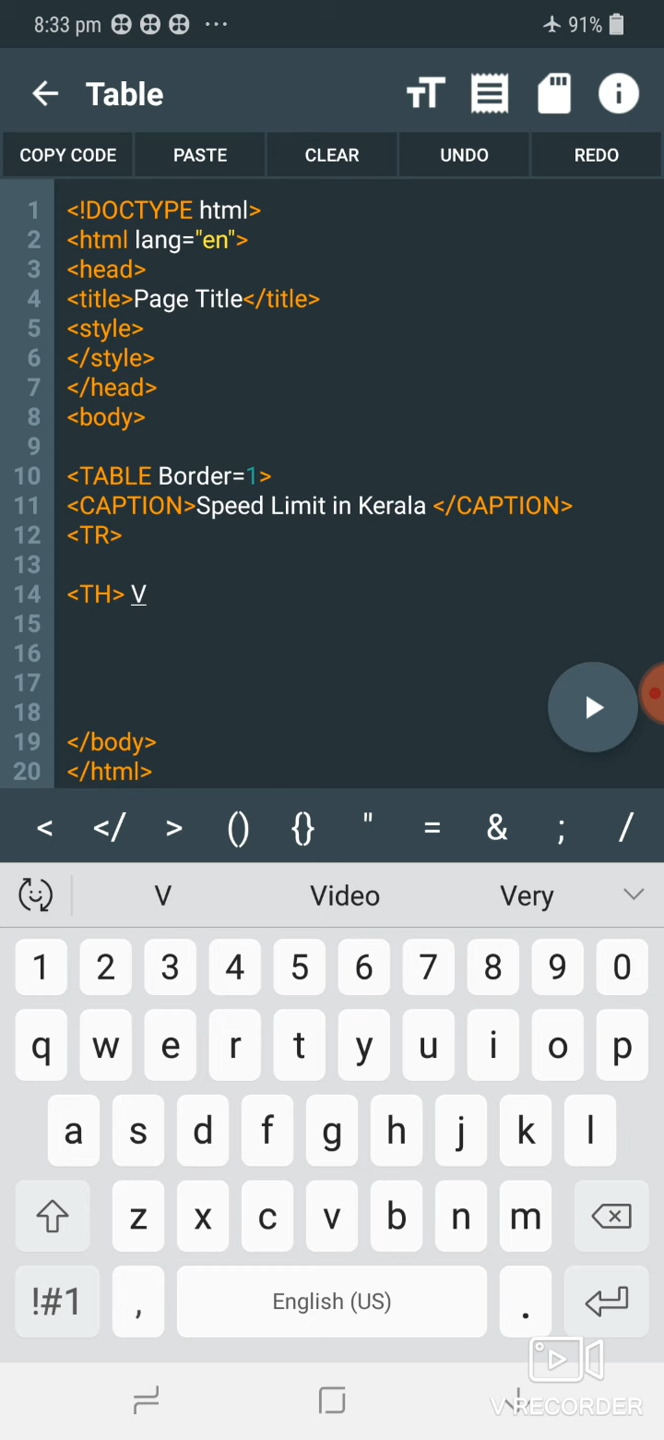 8:33 pm
91%
Table
COPY CODE PASTE CLEAR UNDO REDO
1 <!DOCTYPE html>
2 <html lang="en">
3 <head>
4 <title>Page Title</title>
5 <style>
6 </style>
7 </head>
8 <body>
9
10 <TABLE Border=1>
11 <CAPTION>Speed Limit in Kerala </CAPTION>
12 <TR>
13
14 <TH> V
15
16
17
18
19 </body>
20 </html>
< </ > () {} " = & ; /
V Video Very
1 2 3 4 5 6 7 8 9 0
q w e r t y u i o p
a s d f g h j k l
z x c v b n m
!#1 , English (US) .
V RECORDER